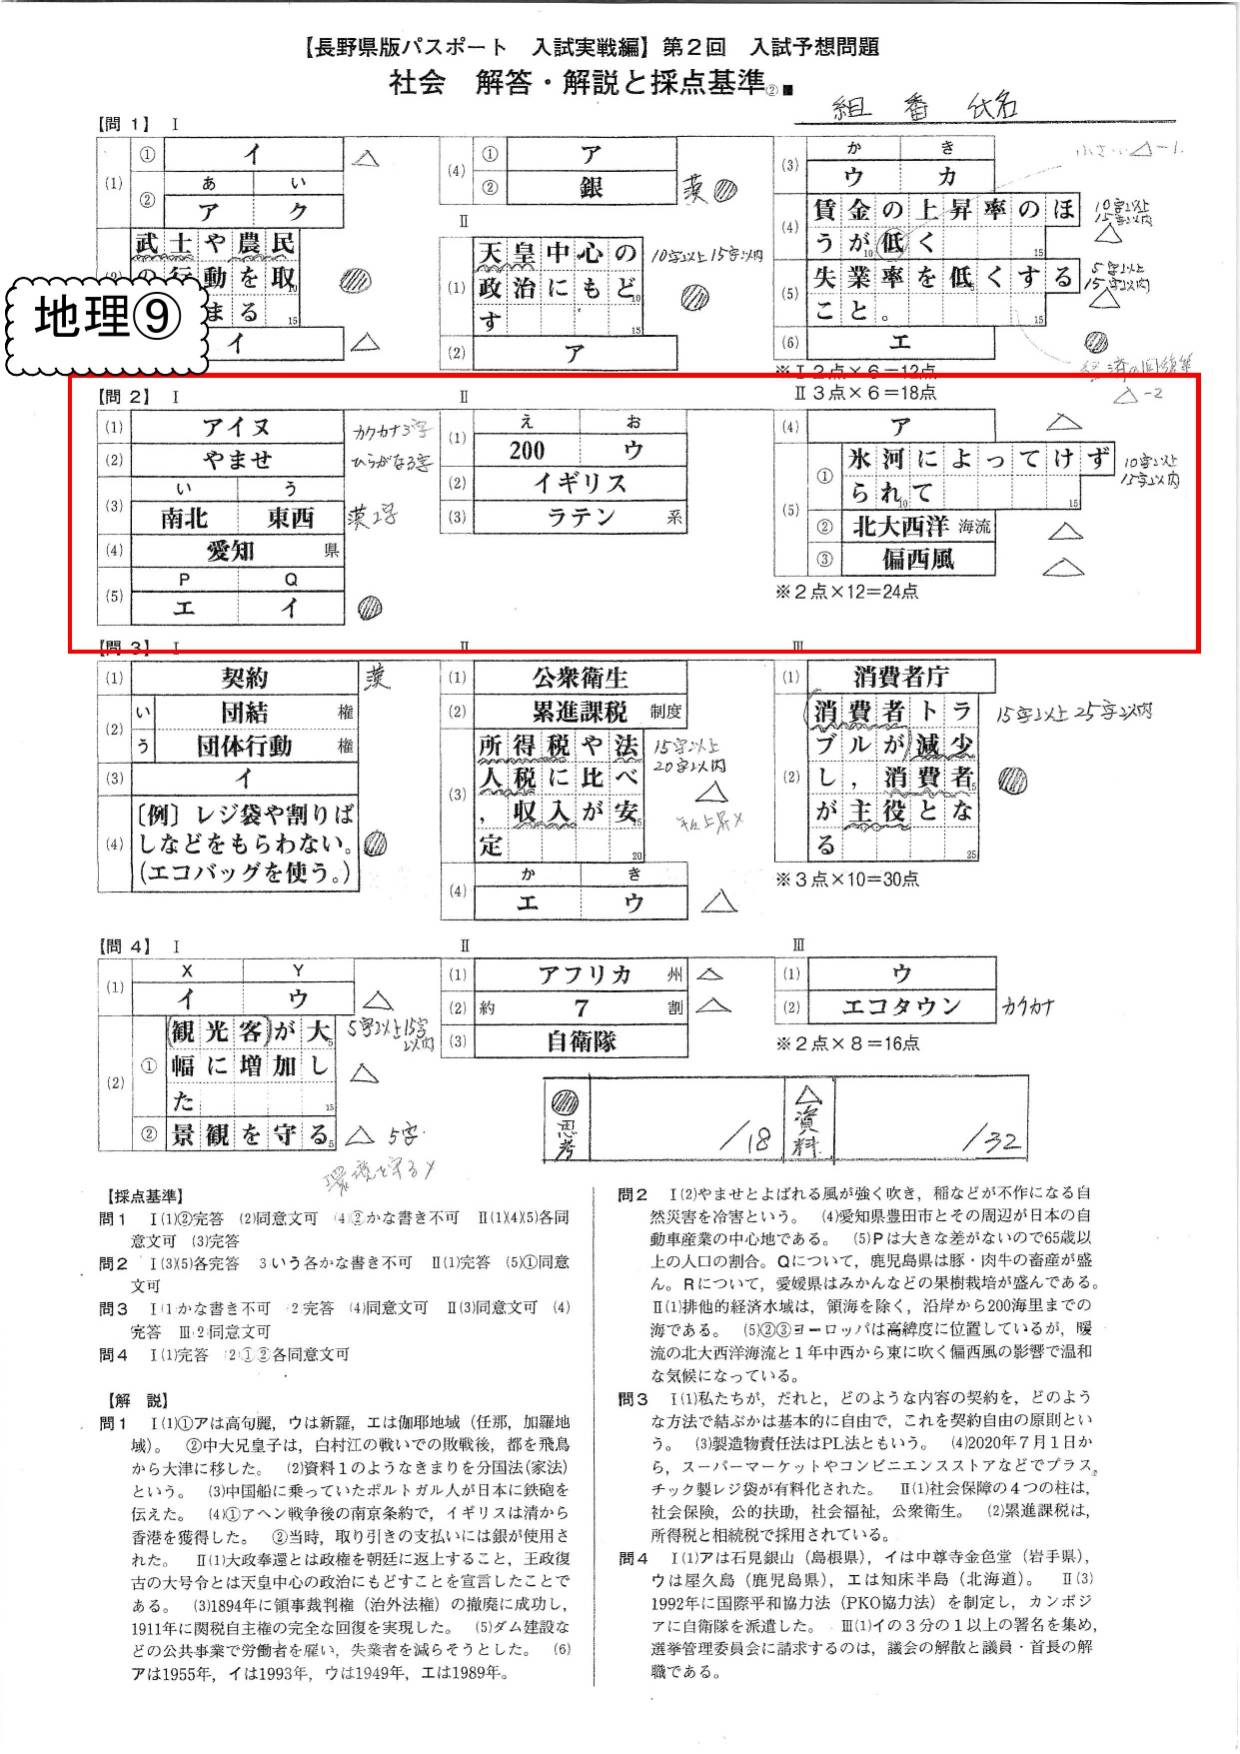 【長野県版パスポート 入試実戦編】第２回 入試予想問題
社会 解答・解説と採点基準②■
組 番 氏名
【問 1】 Ⅰ
(1) ① イ △
② あ い
ア ク
武士や農民
の行動を取
まる
イ △
(4) ① ア
② 銀 漢
Ⅱ
(1) 天皇中心の 10字以上15字以内
政治にもど
す
(2) ア
(3) か き
ウ カ
小さい△-1.
(4) 賃金の上昇率のほ 10字以上
うが低く 15字以内 △
(5) 失業率を低くする 5字以上
こと。 15字以内 △
(6) エ
※Ⅰ２点×６＝12点
Ⅱ３点×６＝18点
△-2
地理⑨
【問 2】 Ⅰ
(1) アイヌ カタカナ3字
(2) やませ ひらがな3字
(3) い う
南北 東西 漢2字
(4) 愛知 県
(5) P Q
エ イ
Ⅱ
(1) え お
200 ウ
(2) イギリス
(3) ラテン 系
(4) ア △
(5) ① 氷河によってけず 10字以上
られて 15字以内
② 北大西洋 海流 △
③ 偏西風 △
※２点×12＝24点
【問 3】 Ⅰ
(1) 契約 漢
(2) い 団結 権
う 団体行動 権
(3) イ
(4) 〔例〕レジ袋や割りば
しなどをもらわない。
(エコバッグを使う。)
Ⅱ
(1) 公衆衛生
(2) 累進課税 制度
(3) 所得税や法 15字以上
人税に比べ 20字以内
，収入が安 △
定
(4) か き
エ ウ △
Ⅲ
(1) 消費者庁
(2) 消費者トラ 15字以上25字以内
ブルが減少
し，消費者
が主役とな
る
※３点×10＝30点
【問 4】 Ⅰ
(1) X Y
イ ウ △
(2) ① 観光客が大 5字以上15字
幅に増加し 以内
た △
② 景観を守る △ 5字
環境を守る×
Ⅱ
(1) アフリカ 州 △
(2) 約 7 割 △
(3) 自衛隊
Ⅲ
(1) ウ
(2) エコタウン カタカナ
※２点×８＝16点
思考 /18 △資料 /32
【採点基準】
問１ Ⅰ(1)②完答 (2)同意文可 (4)②かな書き不可 Ⅱ(1)(4)(5)各同
意文可 (3)完答
問２ Ⅰ(3)(5)各完答 3いう各かな書き不可 Ⅱ(1)完答 (5)①同意
文可
問３ Ⅰ(1)かな書き不可 2完答 (4)同意文可 Ⅱ(3)同意文可 (4)
完答 Ⅲ2同意文可
問４ Ⅰ(1)完答 (2)①②各同意文可
【解 説】
問１ Ⅰ(1)①アは高句麗，ウは新羅，エは伽耶地域（任那，加羅地
域）。 ②中大兄皇子は，白村江の戦いでの敗戦後，都を飛鳥
から大津に移した。 (2)資料１のようなきまりを分国法(家法)
という。 (3)中国船に乗っていたポルトガル人が日本に鉄砲を
伝えた。 (4)①アヘン戦争後の南京条約で，イギリスは清から
香港を獲得した。 ②当時，取り引きの支払いには銀が使用さ
れた。 Ⅱ(1)大政奉還とは政権を朝廷に返上すること，王政復
古の大号令とは天皇中心の政治にもどすことを宣言したことで
ある。 (3)1894年に領事裁判権（治外法権）の撤廃に成功し，
1911年に関税自主権の完全な回復を実現した。 (5)ダム建設な
どの公共事業で労働者を雇い，失業者を減らそうとした。 (6)
アは1955年，イは1993年，ウは1949年，エは1989年。
問２ Ⅰ(2)やませとよばれる風が強く吹き，稲などが不作になる自
然災害を冷害という。 (4)愛知県豊田市とその周辺が日本の自
動車産業の中心地である。 (5)Ｐは大きな差がないので65歳以
上の人口の割合。Ｑについて，鹿児島県は豚・肉牛の畜産が盛
ん。Ｒについて，愛媛県はみかんなどの果樹栽培が盛んである。
Ⅱ(1)排他的経済水域は，領海を除く，沿岸から200海里までの
海である。 (5)②③ヨーロッパは高緯度に位置しているが，暖
流の北大西洋海流と１年中西から東に吹く偏西風の影響で温和
な気候になっている。
問３ Ⅰ(1)私たちが，だれと，どのような内容の契約を，どのよう
な方法で結ぶかは基本的に自由で，これを契約自由の原則とい
う。 (3)製造物責任法はPL法ともいう。 (4)2020年７月１日か
ら，スーパーマーケットやコンビニエンスストアなどでプラス
チック製レジ袋が有料化された。 Ⅱ(1)社会保障の４つの柱は，
社会保険，公的扶助，社会福祉，公衆衛生。 (2)累進課税は，
所得税と相続税で採用されている。
問４ Ⅰ(1)アは石見銀山（島根県），イは中尊寺金色堂（岩手県），
ウは屋久島（鹿児島県），エは知床半島（北海道）。 Ⅱ(3)
1992年に国際平和協力法（PKO協力法）を制定し，カンボジ
アに自衛隊を派遣した。 Ⅲ(1)イの３分の１以上の署名を集め，
選挙管理委員会に請求するのは，議会の解散と議員・首長の解
職である。